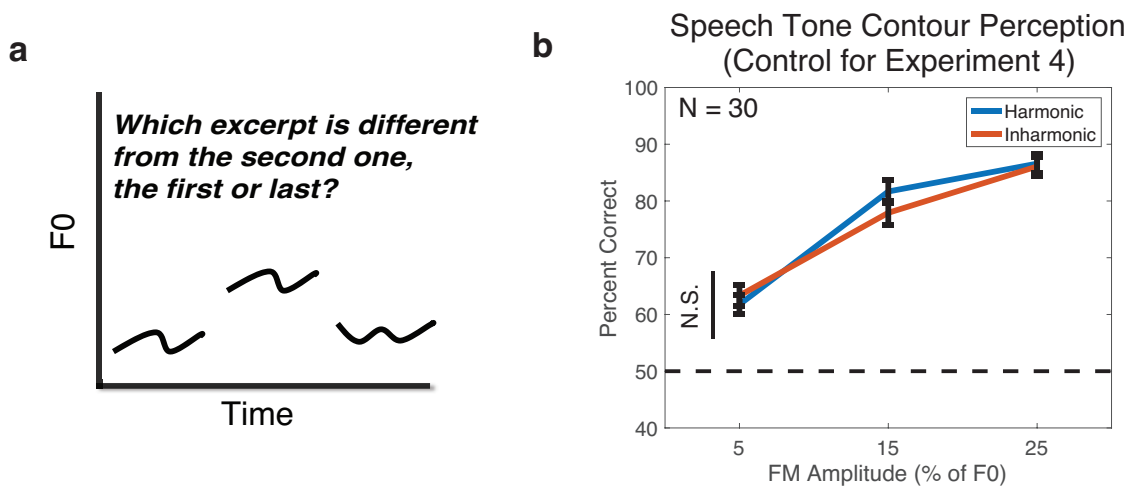 a
Which excerpt is different
from the second one,
the first or last?
F0
Time
b
Speech Tone Contour Perception
(Control for Experiment 4)
N = 30
Harmonic
Inharmonic
Percent Correct
100
90
80
70
60
50
40
N.S.
5
15
25
FM Amplitude (% of F0)